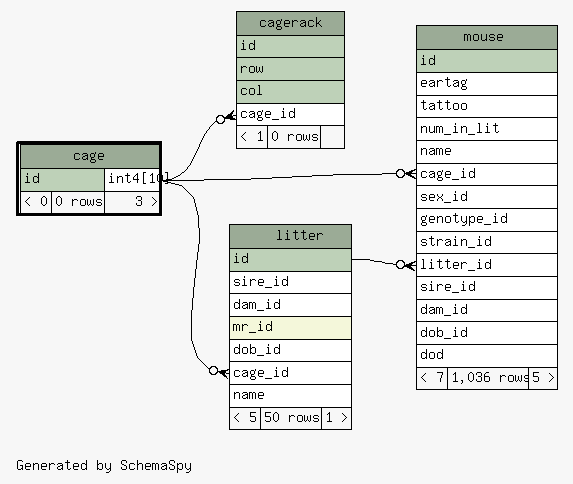 cagerack
id
row
col
cage_id
< 1 0 rows
mouse
id
eartag
tattoo
num_in_lit
name
cage_id
sex_id
genotype_id
strain_id
litter_id
sire_id
dam_id
dob_id
dod
< 7 1,036 rows 5 >
cage
id int4[10]
< 0 0 rows 3 >
litter
id
sire_id
dam_id
mr_id
dob_id
cage_id
name
< 5 50 rows 1 >
Generated by SchemaSpy